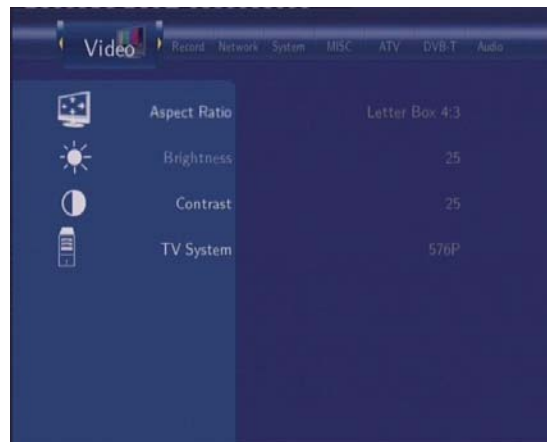 Video Record Network System MISC ATV DVB-T Audio
Aspect Ratio Letter Box 4:3
Brightness 25
Contrast 25
TV System 576P